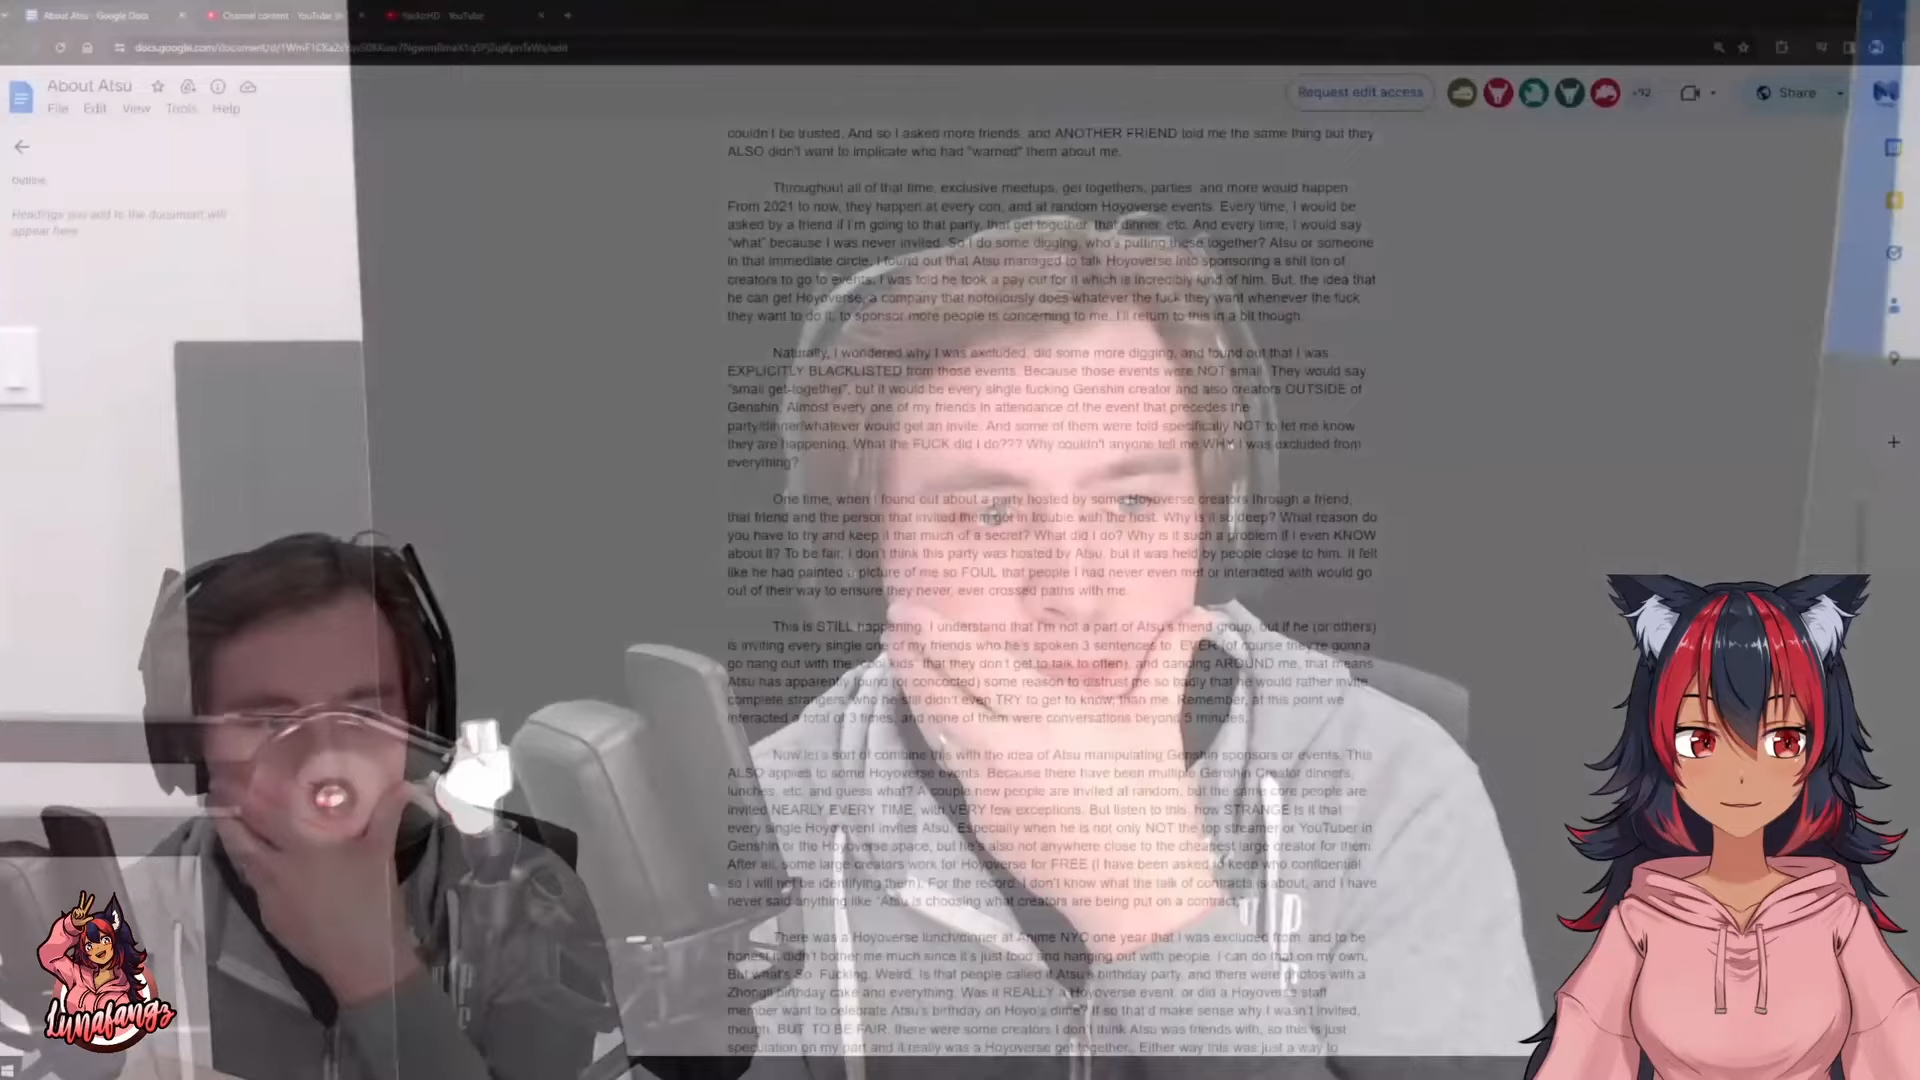 About Atsu - Google Docs
Channel content - YouTube
YouTube
About Atsu
File Edit View Tools Help
Request edit access
+92
Share
Outline
Headings you add to the document will
appear here
couldn't be trusted. And so I asked more friends, and ANOTHER FRIEND told me the same thing but they
ALSO didn't want to implicate who had "warned" them about me.
Throughout all of that time, exclusive meetups, get togethers, parties, and more would happen.
From 2021 to now, they happen at every con, and at random Hoyoverse events. Every time, I would be
asked by a friend if I'm going to that party, that get together, that dinner, etc. And every time, I would say
"what" because I was never invited. So I do some digging, who's pulling these together? Atsu or someone
in that immediate circle. I found out that Atsu managed to talk Hoyoverse into sponsoring a shit ton of
creators to go to events. I was told he took a pay cut for it which is incredibly kind of him. But, the idea that
he can get Hoyoverse, a company that notoriously does whatever the fuck they want whenever the fuck
they want to do it, to sponsor more people is concerning to me. I'll return to this in a bit though.
Naturally, I wondered why I was excluded, did some more digging, and found out that I was
EXPLICITLY BLACKLISTED from those events. Because those events were NOT small. They would say
"small get-together", but it would be every single fucking Genshin creator and also creators OUTSIDE of
Genshin. Almost every one of my friends in attendance of the event that precedes the
party/dinner/whatever would get an invite. And some of them were told specifically NOT to let me know
they are happening. What the FUCK did I do??? Why couldn't anyone tell me WHY I was excluded from
everything?
One time, when I found out about a party hosted by some Hoyoverse creators through a friend,
that friend and the person that invited them got in trouble with the host. Why is it so deep? What reason do
you have to try and keep it that much of a secret? What did I do? Why is it such a problem if I even KNOW
about it? To be fair, I don't think this party was hosted by Atsu, but it was held by people close to him. It felt
like he had painted a picture of me so FOUL that people I had never even met or interacted with would go
out of their way to ensure they never, ever crossed paths with me.
This is STILL happening. I understand that I'm not a part of Atsu's friend group, but if he (or others)
is inviting every single one of my friends who he's spoken 3 sentences to, EVER (of course they're gonna
go hang out with the "cool kids" that they don't get to talk to often), and dancing AROUND me, that means
Atsu has apparently found (or concocted) some reason to distrust me so badly that he would rather invite
complete strangers, who he still didn't even TRY to get to know, than me. Remember, at this point we
interacted a total of 3 times, and none of them were conversations beyond 5 minutes.
Now let's sort of combine this with the idea of Atsu manipulating Genshin sponsors or events. This
ALSO applies to some Hoyoverse events. Because there have been multiple Genshin Creator dinners,
lunches, etc. and guess what? A couple new people are invited at random, but the same core people are
invited NEARLY EVERY TIME, with VERY few exceptions. But listen to this, how STRANGE is it that
every single Hoyo event invites Atsu. Especially when he is not only NOT the top streamer or YouTuber in
Genshin or the Hoyoverse space, but he's also not anywhere close to the cheapest large creator for them.
After all, some large creators work for Hoyoverse for FREE (I have been asked to keep who confidential
so I will not be identifying them). For the record, I don't know what the talk of contracts is about, and I have
never said anything like "Atsu is choosing what creators are being put on a contract."
There was a Hoyoverse lunch/dinner at Anime NYC one year that I was excluded from, and to be
honest it didn't bother me much since it's just food and hanging out with people. I can do that on my own.
But what's So. Fucking. Weird. Is that people called it Atsu's birthday party, and there were photos with a
Zhongli birthday cake and everything. Was it REALLY a Hoyoverse event, or did a Hoyoverse staff
member want to celebrate Atsu's birthday on Hoyo's dime? If so that'd make sense why I wasn't invited,
though. BUT, TO BE FAIR, there were some creators I don't think Atsu was friends with, so this is just
speculation on my part and it really was a Hoyoverse get together. Either way this was just a way to
Lunafangs